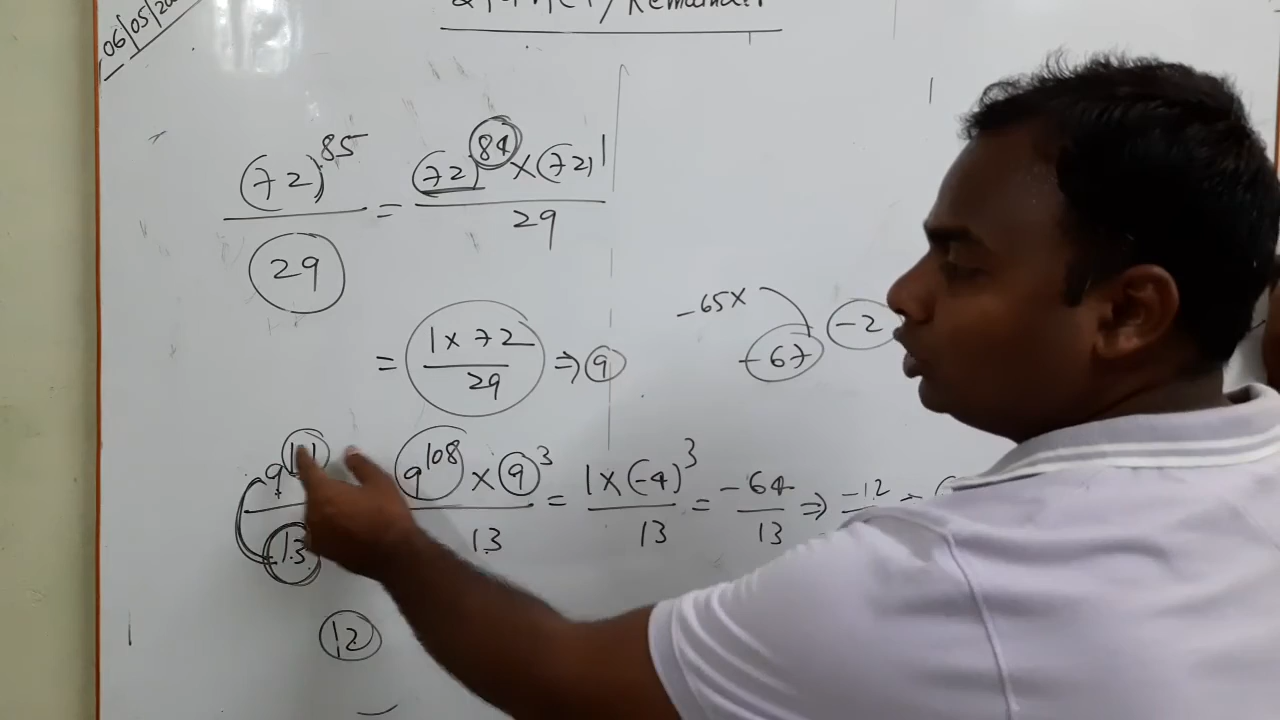 06/05/20
(72)^85 / 29 = (72)^84 × (72)^1 / 29
= 1 × 72 / 29 ⇒ 9
-65×
-67
-2
9^111 / 13 9^108 × (9)^3 / 13 = 1 × (-4)^3 / 13 = -64 / 13 ⇒ -12
12